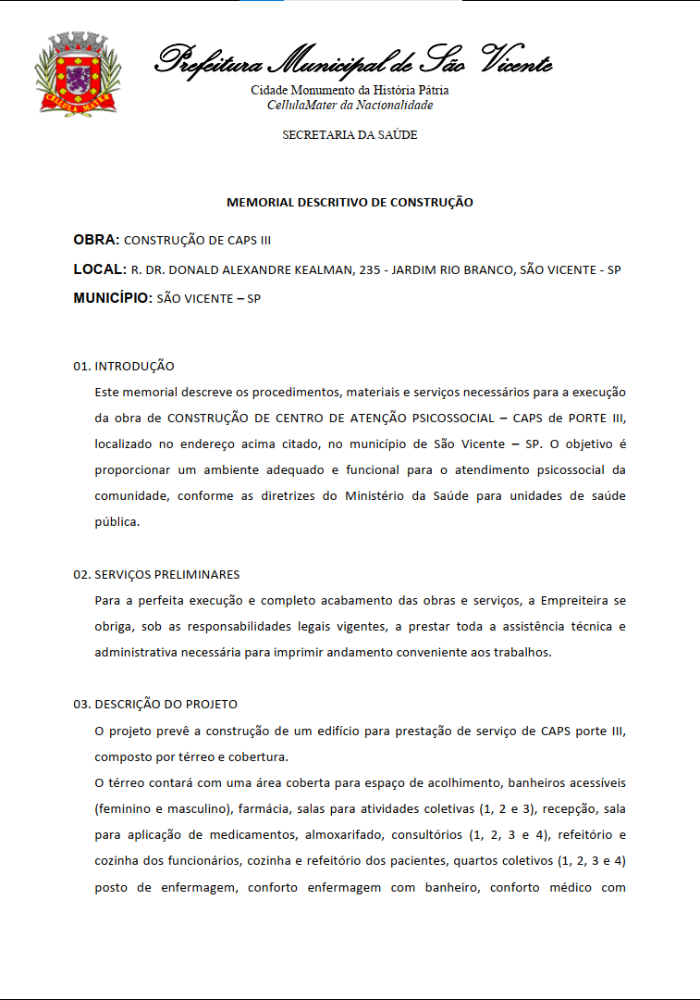 Prefeitura Municipal de São Vicente
Cidade Monumento da História Pátria
CellulaMater da Nacionalidade
SECRETARIA DA SAÚDE
CELLULA MATER
MEMORIAL DESCRITIVO DE CONSTRUÇÃO
OBRA: CONSTRUÇÃO DE CAPS III
LOCAL: R. DR. DONALD ALEXANDRE KEALMAN, 235 - JARDIM RIO BRANCO, SÃO VICENTE - SP
MUNICÍPIO: SÃO VICENTE – SP
01. INTRODUÇÃO
Este memorial descreve os procedimentos, materiais e serviços necessários para a execução
da obra de CONSTRUÇÃO DE CENTRO DE ATENÇÃO PSICOSSOCIAL – CAPS de PORTE III,
localizado no endereço acima citado, no município de São Vicente – SP. O objetivo é
proporcionar um ambiente adequado e funcional para o atendimento psicossocial da
comunidade, conforme as diretrizes do Ministério da Saúde para unidades de saúde
pública.
02. SERVIÇOS PRELIMINARES
Para a perfeita execução e completo acabamento das obras e serviços, a Empreiteira se
obriga, sob as responsabilidades legais vigentes, a prestar toda a assistência técnica e
administrativa necessária para imprimir andamento conveniente aos trabalhos.
03. DESCRIÇÃO DO PROJETO
O projeto prevê a construção de um edifício para prestação de serviço de CAPS porte III,
composto por térreo e cobertura.
O térreo contará com uma área coberta para espaço de acolhimento, banheiros acessíveis
(feminino e masculino), farmácia, salas para atividades coletivas (1, 2 e 3), recepção, sala
para aplicação de medicamentos, almoxarifado, consultórios (1, 2, 3 e 4), refeitório e
cozinha dos funcionários, cozinha e refeitório dos pacientes, quartos coletivos (1, 2, 3 e 4)
posto de enfermagem, conforto enfermagem com banheiro, conforto médico com